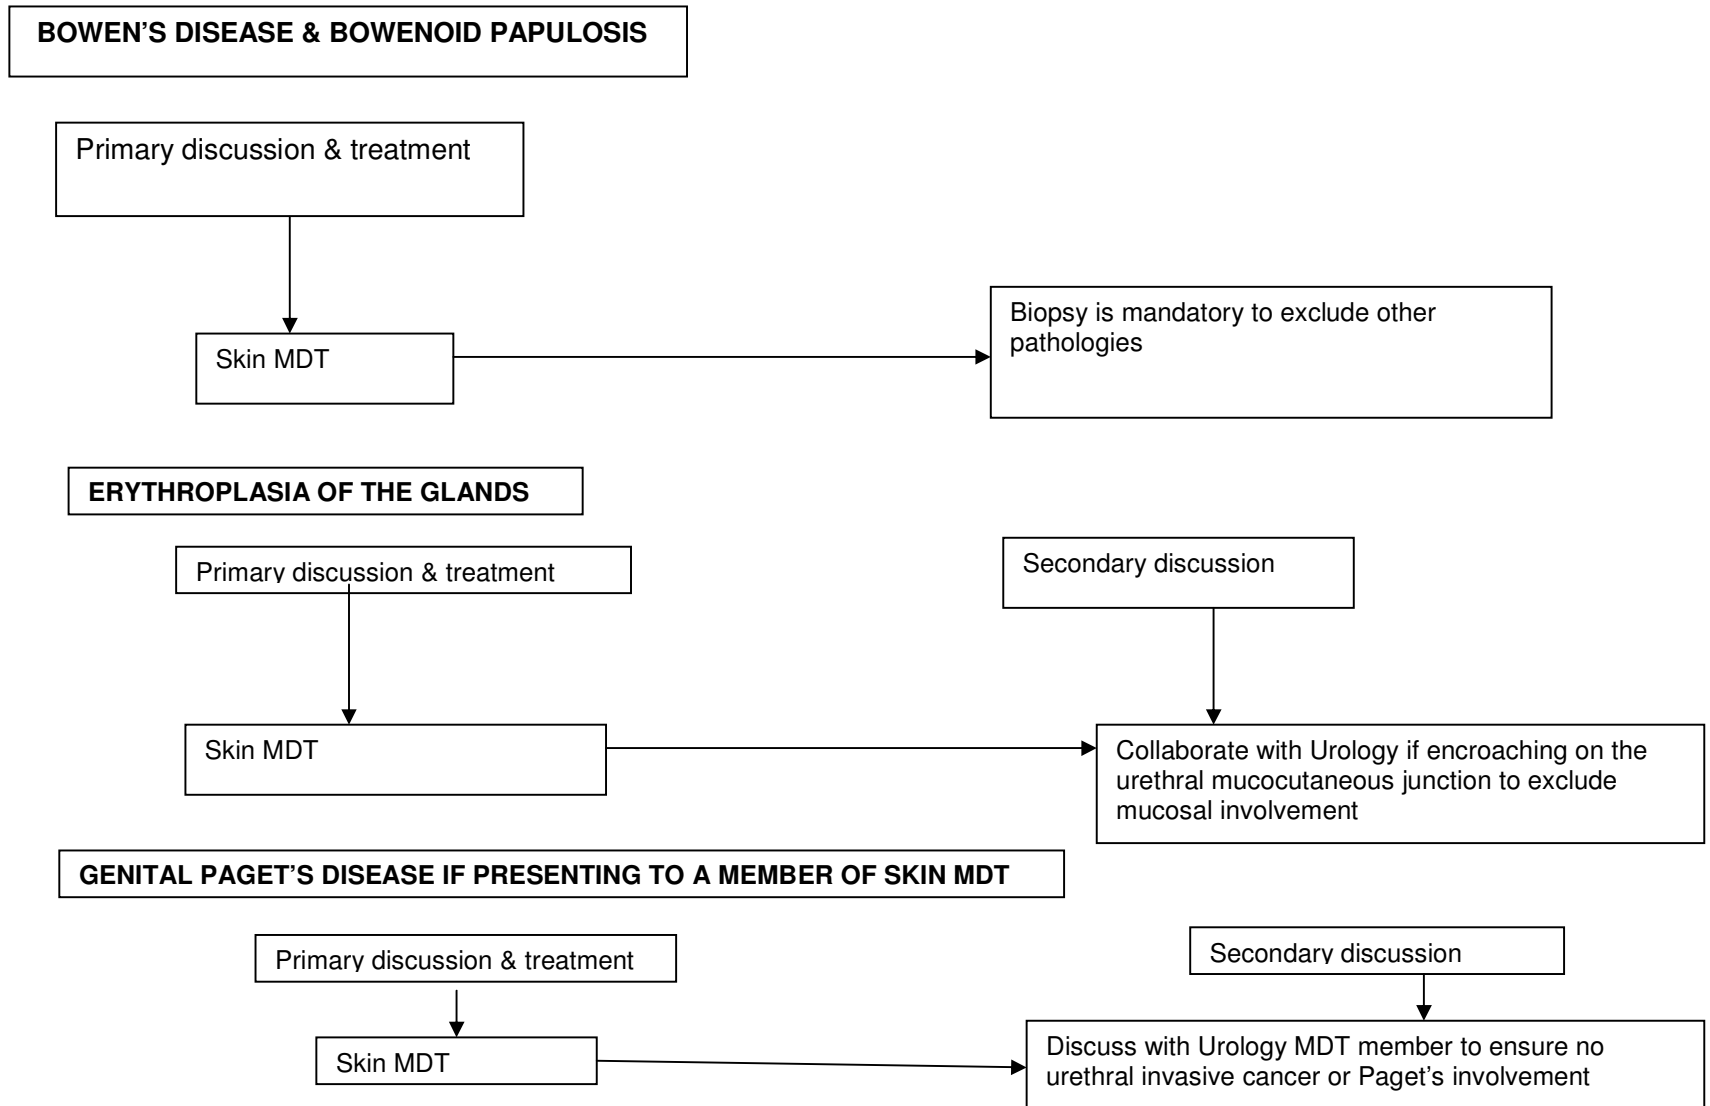 BOWEN'S DISEASE & BOWENOID PAPULOSIS
Primary discussion & treatment
Skin MDT
Biopsy is mandatory to exclude other
pathologies
ERYTHROPLASIA OF THE GLANDS
Primary discussion & treatment
Secondary discussion
Skin MDT
Collaborate with Urology if encroaching on the
urethral mucocutaneous junction to exclude
mucosal involvement
GENITAL PAGET'S DISEASE IF PRESENTING TO A MEMBER OF SKIN MDT
Primary discussion & treatment
Secondary discussion
Skin MDT
Discuss with Urology MDT member to ensure no
urethral invasive cancer or Paget's involvement